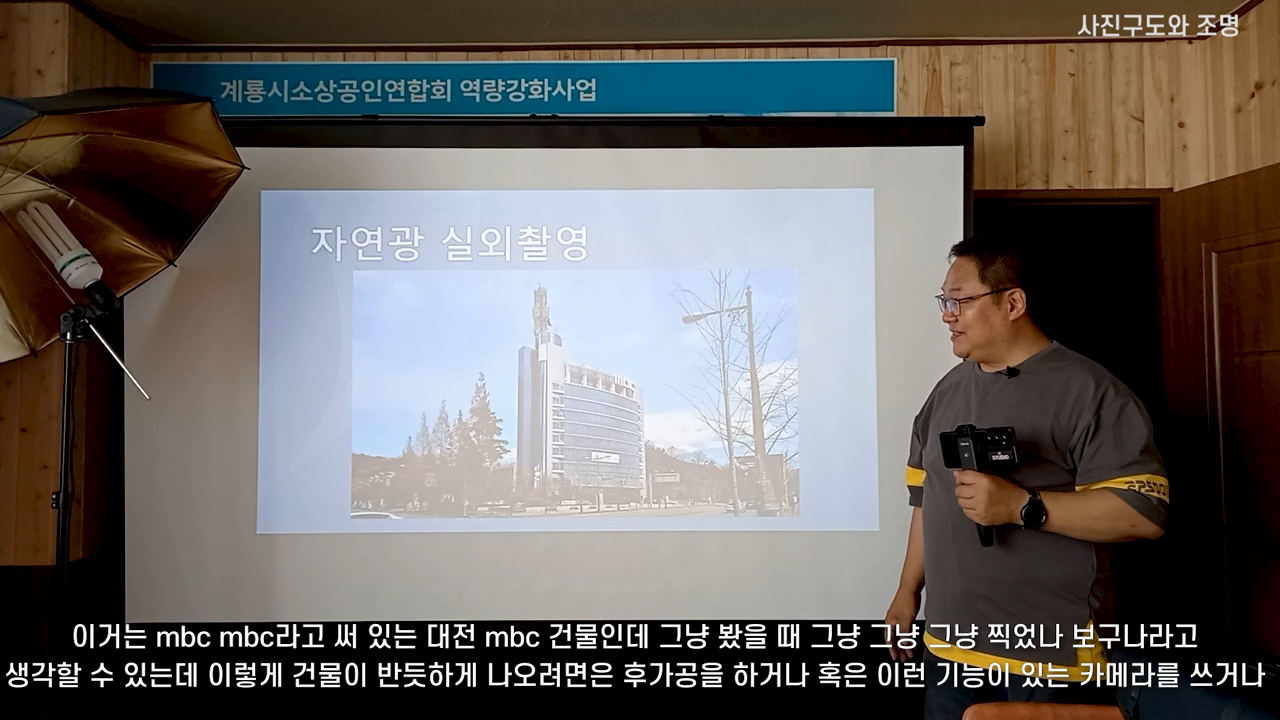 사진구도와 조명
계룡시소상공인연합회 역량강화사업
자연광 실외촬영
STUDIO
이거는 mbc mbc라고 써 있는 대전 mbc 건물인데 그냥 봤을 때 그냥 그냥 그냥 찍었나 보구나라고
생각할 수 있는데 이렇게 건물이 반듯하게 나오려면은 후가공을 하거나 혹은 이런 기능이 있는 카메라를 쓰거나